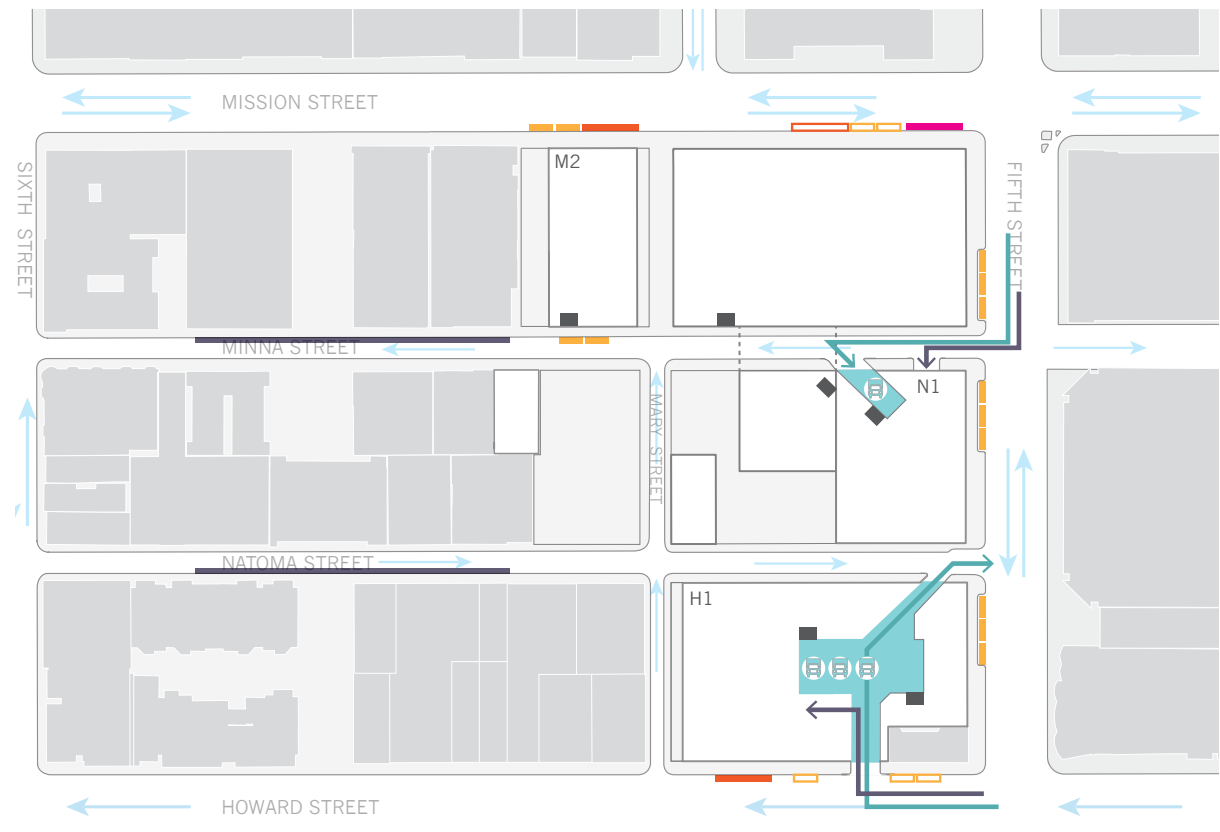 MISSION STREET
M2
SIXTH STREET
FIFTH STREET
MINNA STREET
N1
MARY STREET
NATOMA STREET
H1
HOWARD STREET